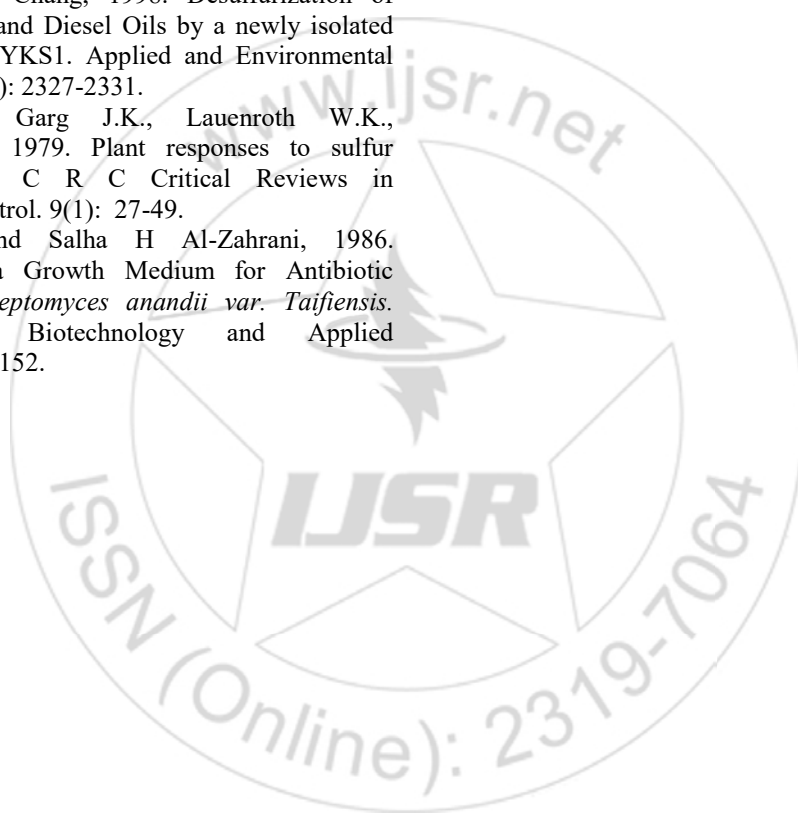 Chang, 1998. Desulfurization of
and Diesel Oils by a newly isolated
YKS1. Applied and Environmental
): 2327-2331.
Garg J.K., Lauenroth W.K.,
1979. Plant responses to sulfur
C R C Critical Reviews in
trol. 9(1): 27-49.
nd Salha H Al-Zahrani, 1986.
a Growth Medium for Antibiotic
eptomyces anandii var. Taifiensis.
Biotechnology and Applied
152.
www.ijsr.net
IJSR
ISSN (Online): 2319-7064